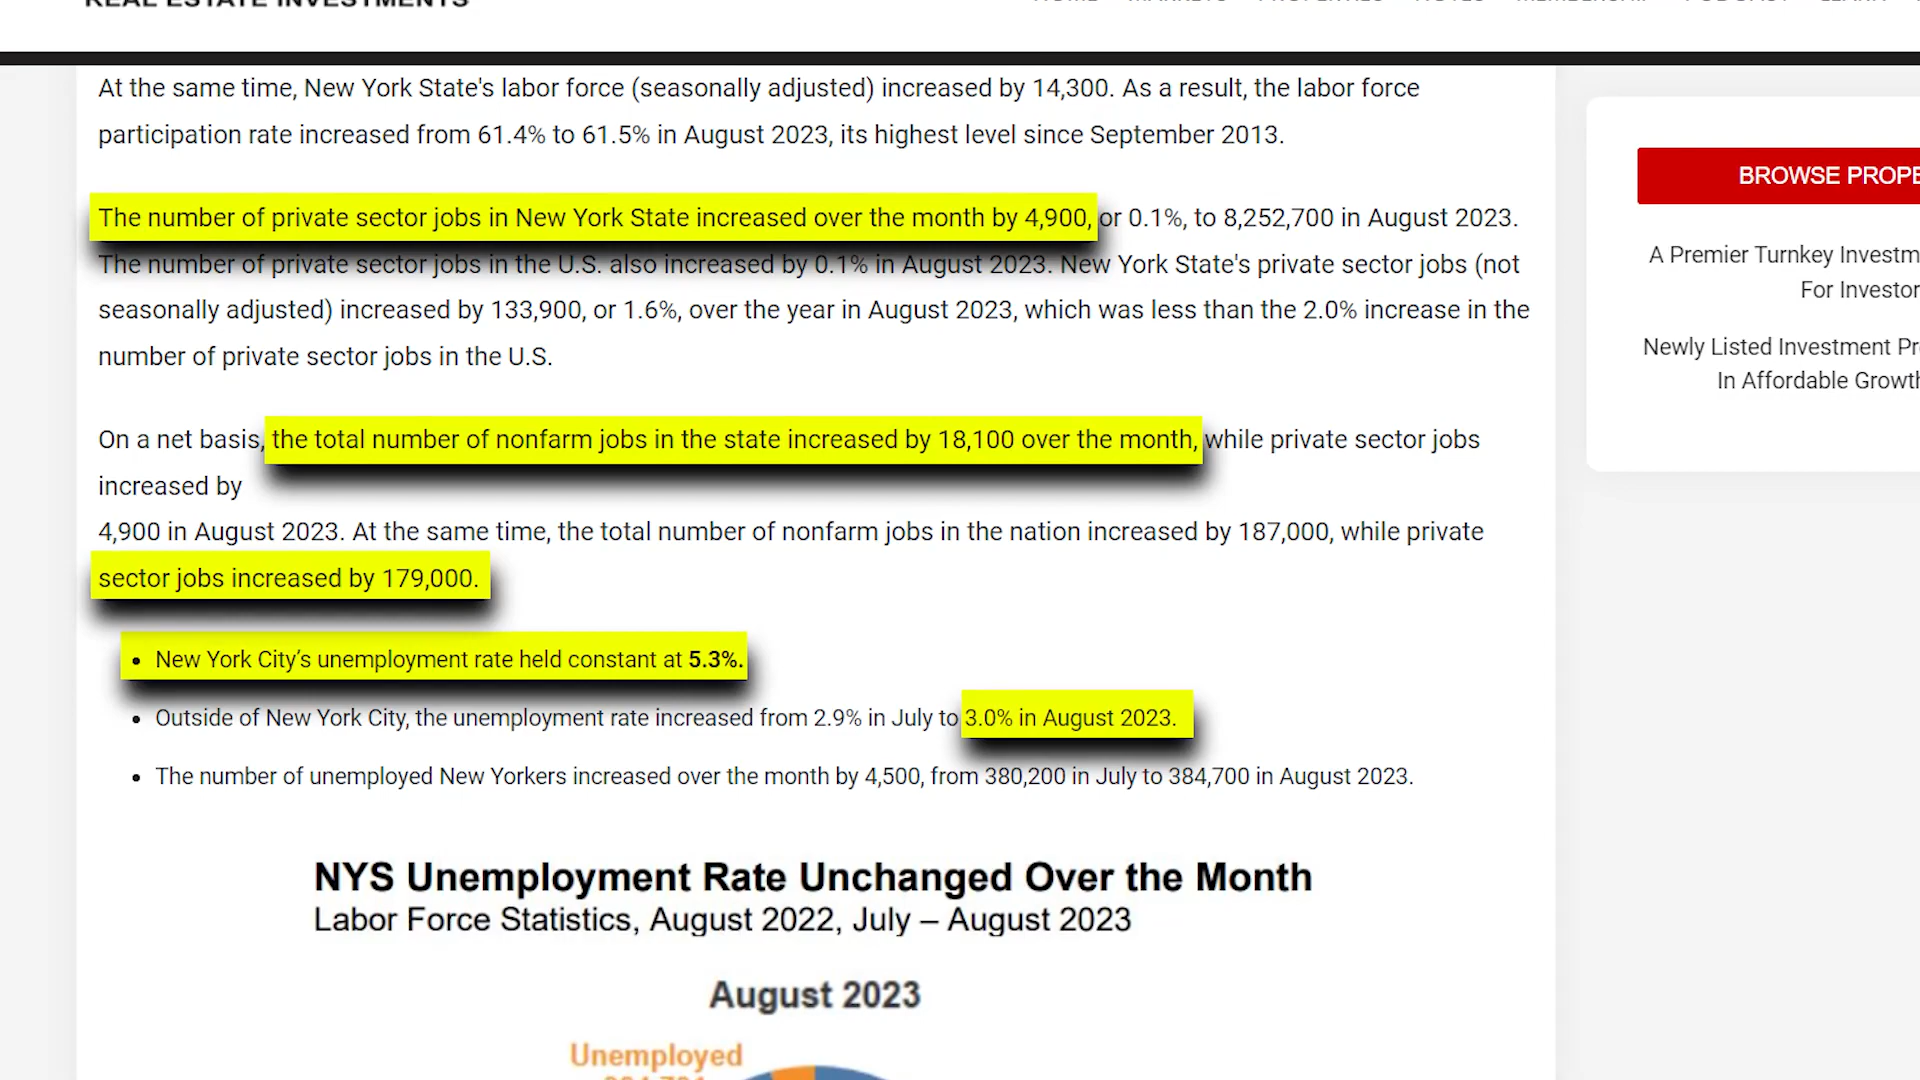 REAL ESTATE INVESTMENTS
HOME MARKETS PROPERTIES NOTES MEMBERSHIP PODCAST LEARN
At the same time, New York State's labor force (seasonally adjusted) increased by 14,300. As a result, the labor force
participation rate increased from 61.4% to 61.5% in August 2023, its highest level since September 2013.
The number of private sector jobs in New York State increased over the month by 4,900, or 0.1%, to 8,252,700 in August 2023.
The number of private sector jobs in the U.S. also increased by 0.1% in August 2023. New York State's private sector jobs (not
seasonally adjusted) increased by 133,900, or 1.6%, over the year in August 2023, which was less than the 2.0% increase in the
number of private sector jobs in the U.S.
On a net basis, the total number of nonfarm jobs in the state increased by 18,100 over the month, while private sector jobs
increased by
4,900 in August 2023. At the same time, the total number of nonfarm jobs in the nation increased by 187,000, while private
sector jobs increased by 179,000.
• New York City’s unemployment rate held constant at 5.3%.
• Outside of New York City, the unemployment rate increased from 2.9% in July to 3.0% in August 2023.
• The number of unemployed New Yorkers increased over the month by 4,500, from 380,200 in July to 384,700 in August 2023.
NYS Unemployment Rate Unchanged Over the Month
Labor Force Statistics, August 2022, July – August 2023
August 2023
Unemployed
BROWSE PROPE
A Premier Turnkey Investm
For Investor
Newly Listed Investment Pr
In Affordable Growth